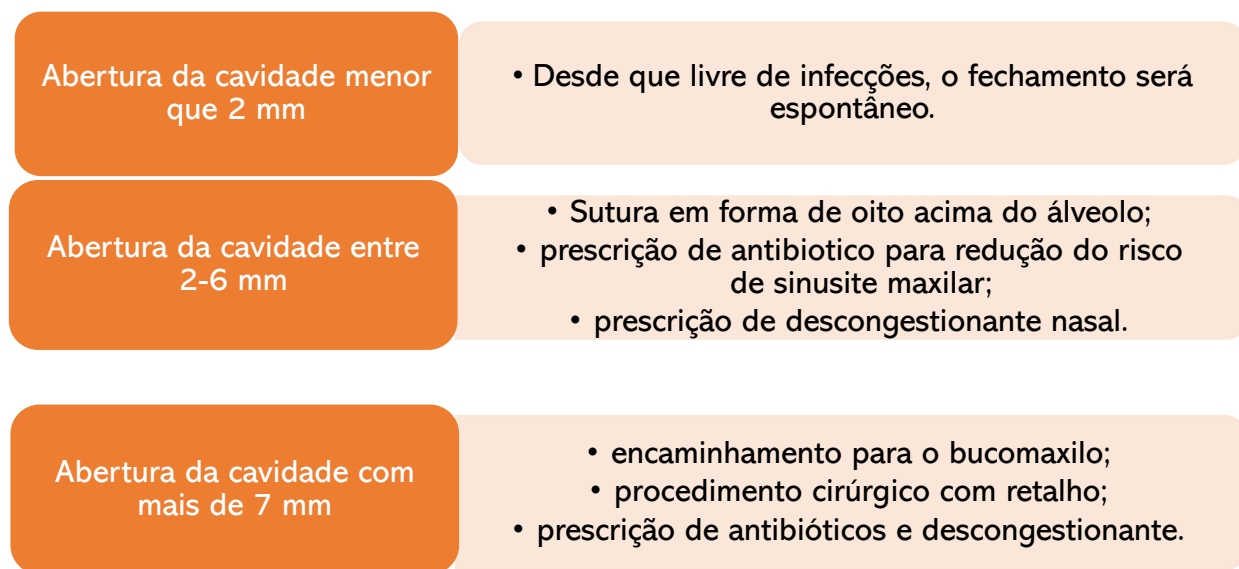 Abertura da cavidade menor
que 2 mm
• Desde que livre de infecções, o fechamento será
espontâneo.
Abertura da cavidade entre
2-6 mm
• Sutura em forma de oito acima do álveolo;
• prescrição de antibiotico para redução do risco
de sinusite maxilar;
• prescrição de descongestionante nasal.
Abertura da cavidade com
mais de 7 mm
• encaminhamento para o bucomaxilo;
• procedimento cirúrgico com retalho;
• prescrição de antibióticos e descongestionante.